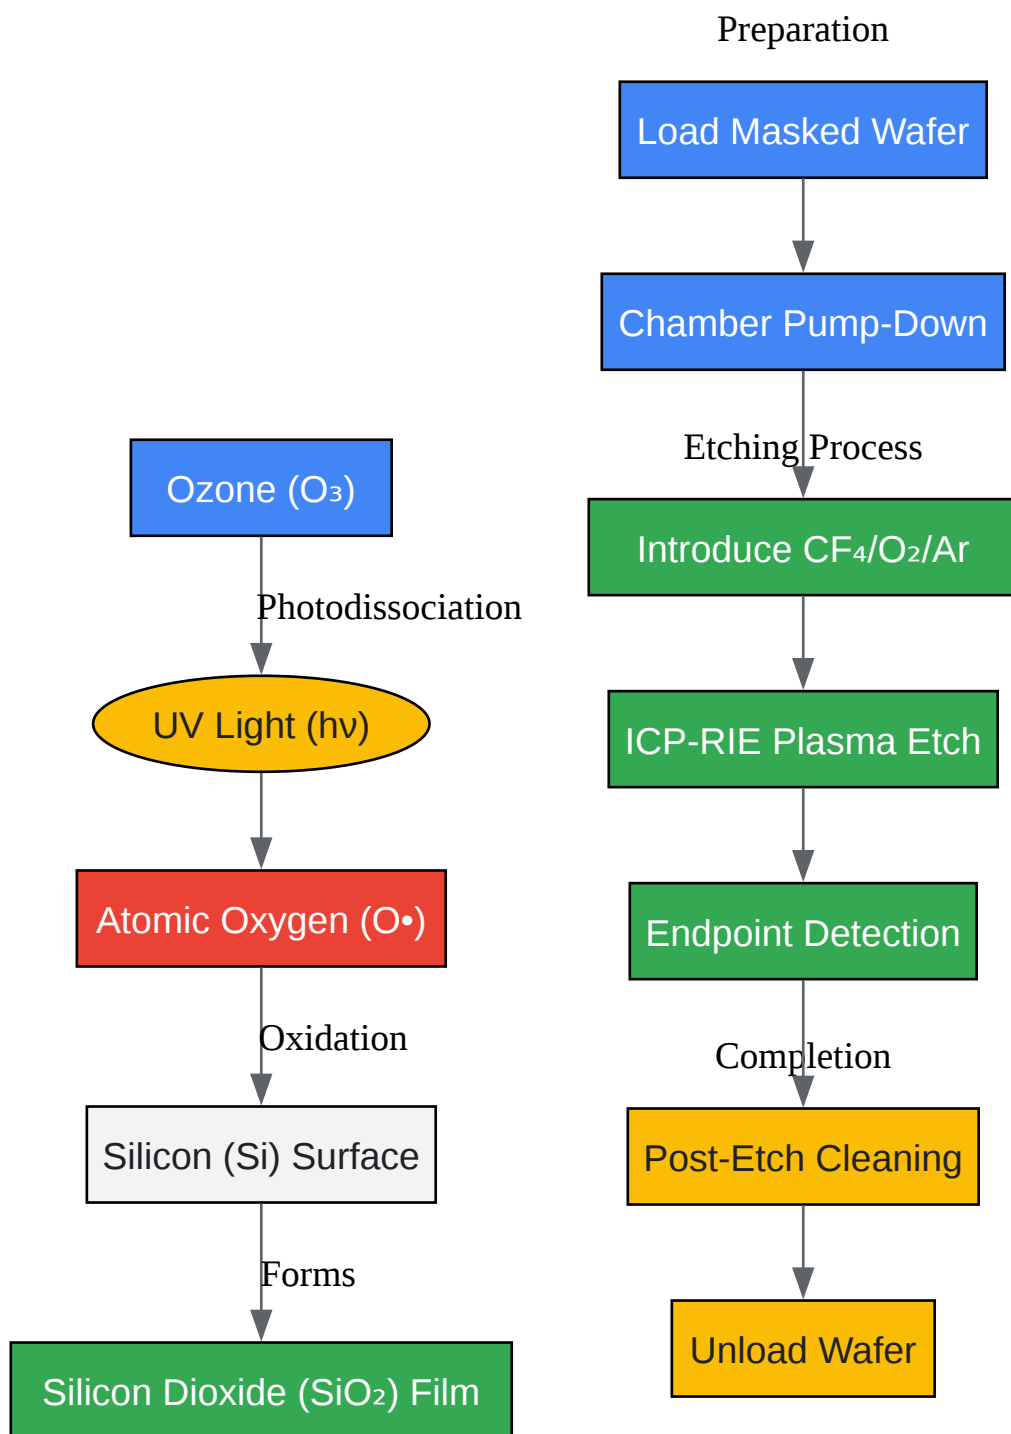 Ozone (O₃)
Photodissociation
UV Light (hν)
Atomic Oxygen (O•)
Oxidation
Silicon (Si) Surface
Forms
Silicon Dioxide (SiO₂) Film
Preparation
Load Masked Wafer
Chamber Pump-Down
Etching Process
Introduce CF₄/O₂/Ar
ICP-RIE Plasma Etch
Endpoint Detection
Completion
Post-Etch Cleaning
Unload Wafer